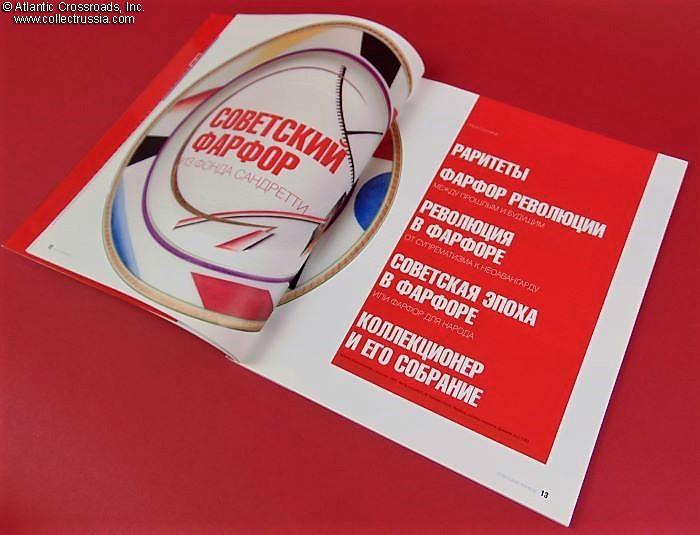 © Atlantic Crossroads, Inc.
www.collectrussia.com
СОВЕТСКИЙ
ФАРФОР
ИЗ ФОНДА САНДРЕТТИ
РАРИТЕТЫ
ФАРФОР РЕВОЛЮЦИИ
МЕЖДУ ПРОШЛЫМ И БУДУЩИМ
РЕВОЛЮЦИЯ
В ФАРФОРЕ
ОТ СУПРЕМАТИЗМА К НЕОАВАНГАРДУ
СОВЕТСКАЯ ЭПОХА
В ФАРФОРЕ
ИЛИ ФАРФОР ДЛЯ НАРОДА
КОЛЛЕКЦИОНЕР
И ЕГО СОБРАНИЕ
13